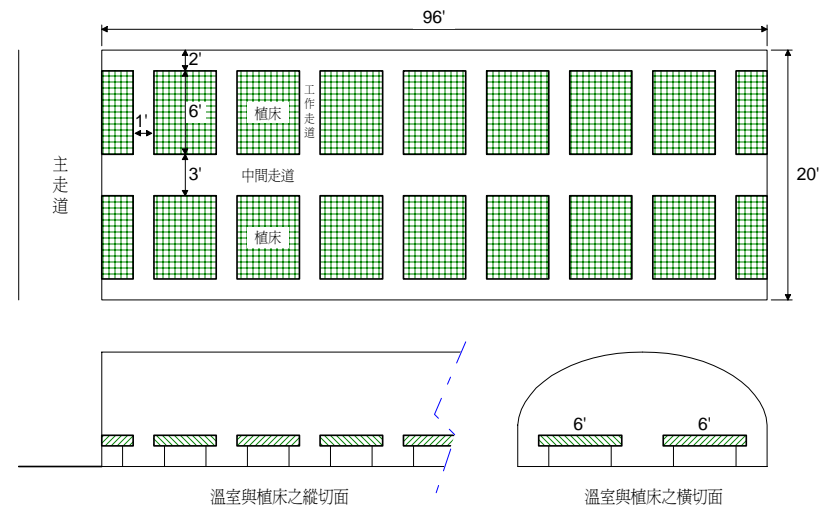 96'
2'
6'
1'
植床
工作走道
主走道
3'
中間走道
20'
植床
6'
6'
溫室與植床之縱切面
溫室與植床之橫切面